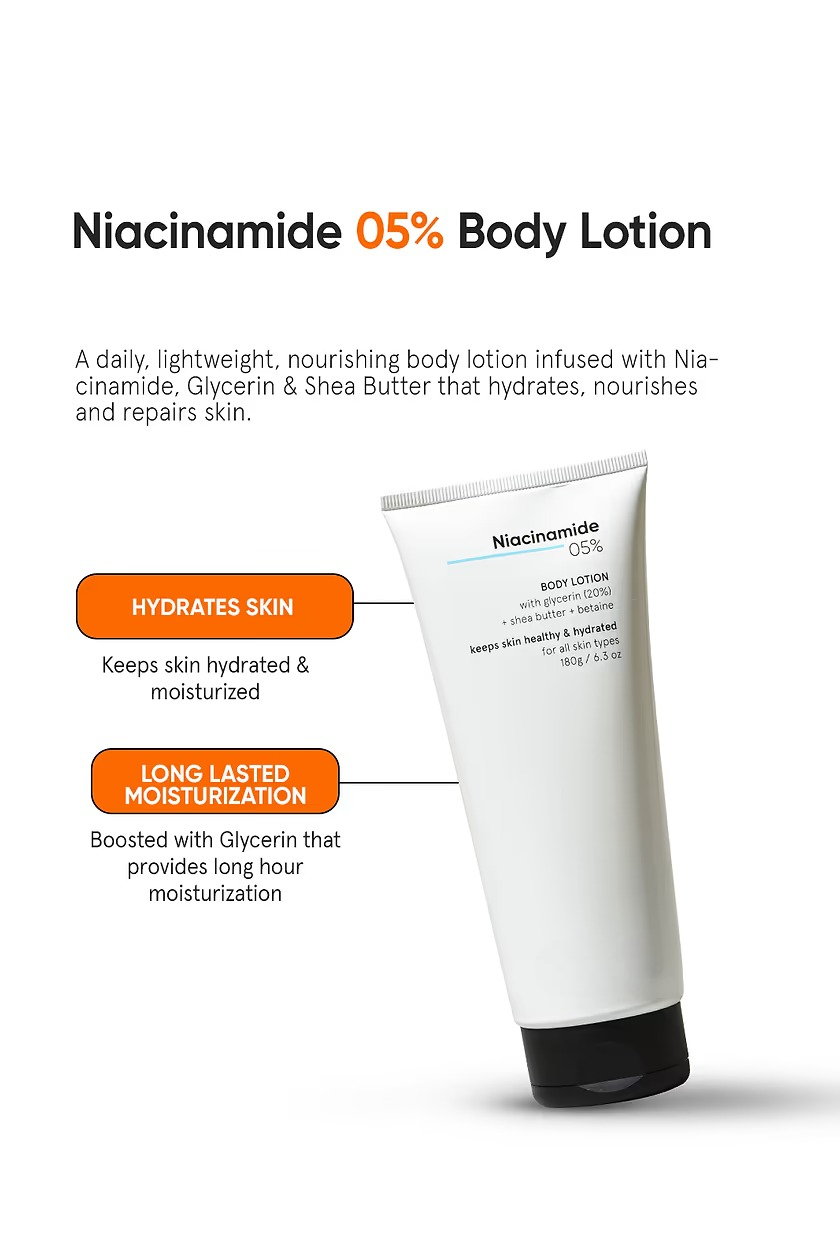 Niacinamide 05% Body Lotion
A daily, lightweight, nourishing body lotion infused with Nia-
cinamide, Glycerin & Shea Butter that hydrates, nourishes
and repairs skin.
Niacinamide
05%
BODY LOTION
with glycerin (20%)
+ shea butter + betaine
keeps skin healthy & hydrated
for all skin types
180g / 6.3 oz
HYDRATES SKIN
Keeps skin hydrated &
moisturized
LONG LASTED
MOISTURIZATION
Boosted with Glycerin that
provides long hour
moisturization